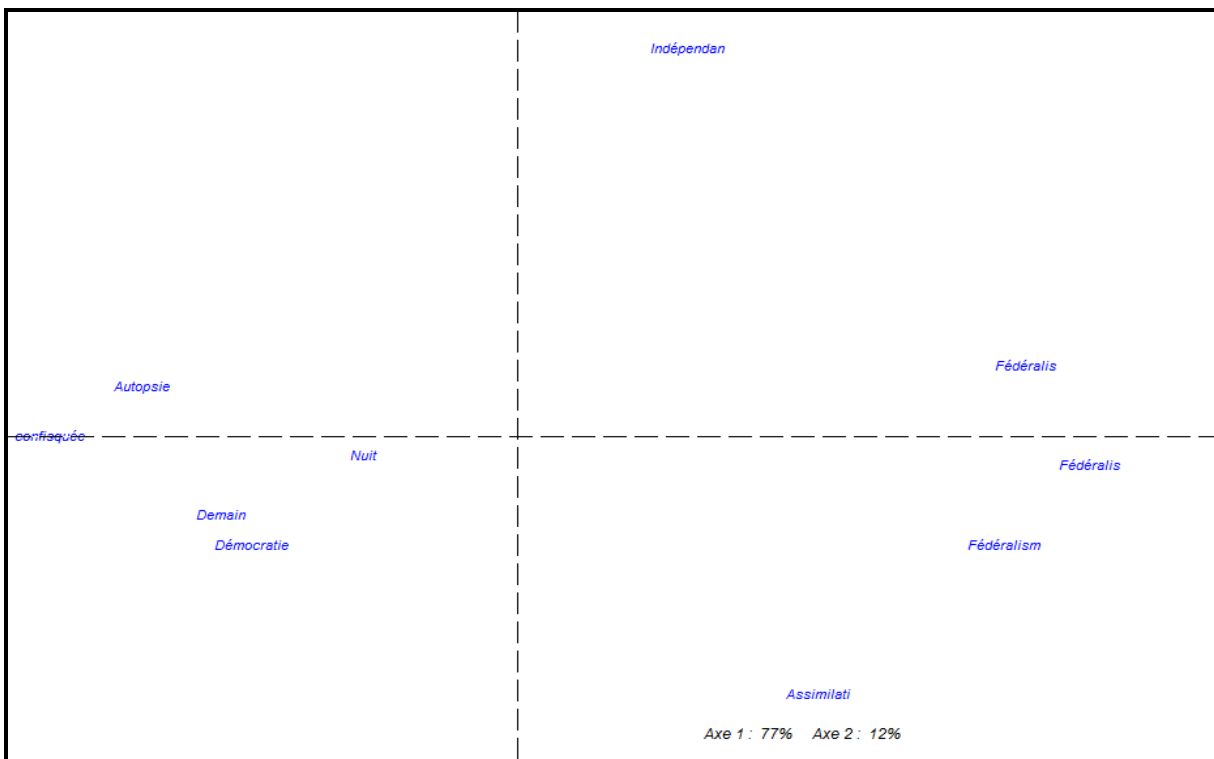 Indépendan
Fédéralis
Autopsie
confisquée
Nuit
Fédéralis
Demain
Démocratie
Fédéralism
Assimilati
Axe 1 : 77% Axe 2 : 12%